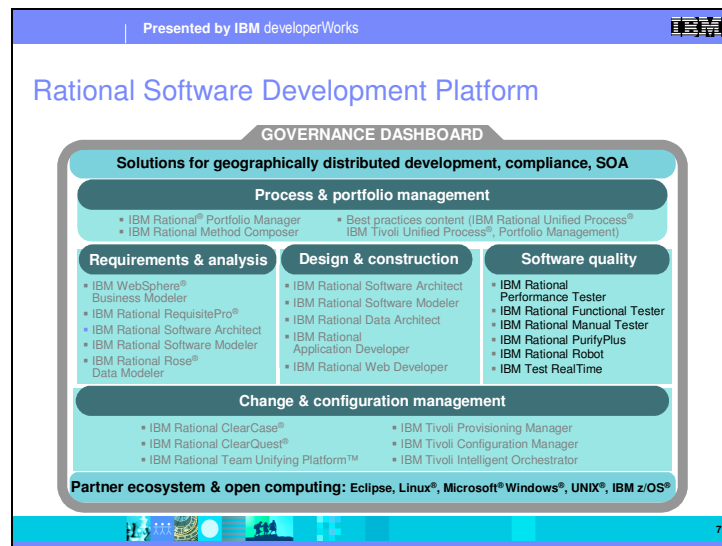 Presented by IBM developerWorks
IBM
Rational Software Development Platform
GOVERNANCE DASHBOARD
Solutions for geographically distributed development, compliance, SOA
Process & portfolio management
▪ IBM Rational® Portfolio Manager
▪ IBM Rational Method Composer
▪ Best practices content (IBM Rational Unified Process®
IBM Tivoli Unified Process®, Portfolio Management)
Requirements & analysis
▪ IBM WebSphere®
Business Modeler
▪ IBM Rational RequisitePro®
▪ IBM Rational Software Architect
▪ IBM Rational Software Modeler
▪ IBM Rational Rose®
Data Modeler
Design & construction
▪ IBM Rational Software Architect
▪ IBM Rational Software Modeler
▪ IBM Rational Data Architect
▪ IBM Rational
Application Developer
▪ IBM Rational Web Developer
Software quality
▪ IBM Rational
Performance Tester
▪ IBM Rational Functional Tester
▪ IBM Rational Manual Tester
▪ IBM Rational PurifyPlus
▪ IBM Rational Robot
▪ IBM Test RealTime
Change & configuration management
▪ IBM Rational ClearCase®
▪ IBM Rational ClearQuest®
▪ IBM Rational Team Unifying Platform™
▪ IBM Tivoli Provisioning Manager
▪ IBM Tivoli Configuration Manager
▪ IBM Tivoli Intelligent Orchestrator
Partner ecosystem & open computing: Eclipse, Linux®, Microsoft® Windows®, UNIX®, IBM z/OS®
7